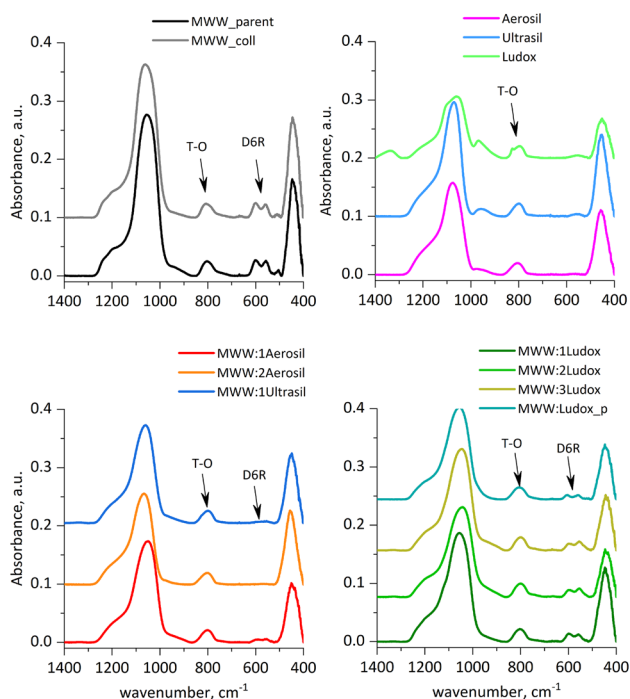 MWW_parent
MWW_coll
0.4
0.3
0.2
0.1
0.0
Absorbance, a.u.
T-O
D6R
1400 1200 1000 800 600 400
Aerosil
Ultrasil
Ludox
0.4
0.3
0.2
0.1
0.0
Absorbance, a.u.
T-O
1400 1200 1000 800 600 400
MWW:1Aerosil
MWW:2Aerosil
MWW:1Ultrasil
0.4
0.3
0.2
0.1
0.0
Absorbance, a.u.
T-O
D6R
1400 1200 1000 800 600 400
wavenumber, cm⁻¹
MWW:1Ludox
MWW:2Ludox
MWW:3Ludox
MWW:Ludox_p
0.4
0.3
0.2
0.1
0.0
Absorbance, a.u.
T-O
D6R
1400 1200 1000 800 600 400
wavenumber, cm⁻¹